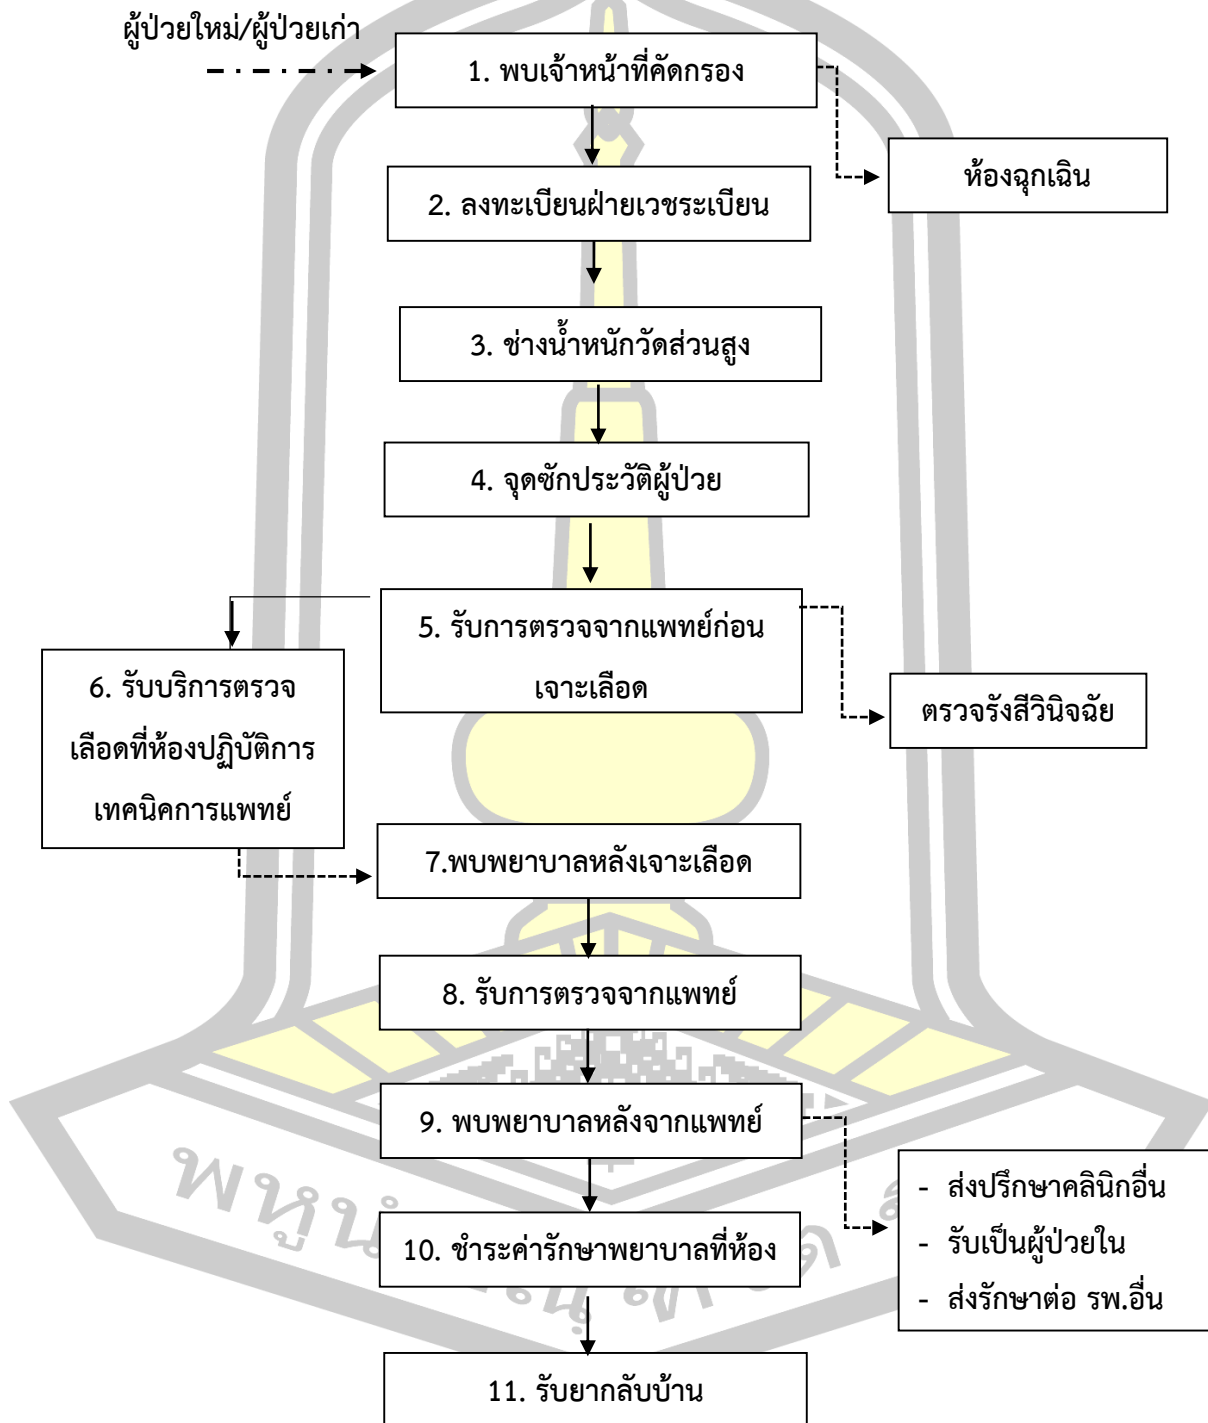 ผู้ป่วยใหม่/ผู้ป่วยเก่า
1. พบเจ้าหน้าที่คัดกรอง
ห้องฉุกเฉิน
2. ลงทะเบียนฝ่ายเวชระเบียน
3. ช่างน้ำหนักวัดส่วนสูง
4. จุดซักประวัติผู้ป่วย
5. รับการตรวจจากแพทย์ก่อน
เจาะเลือด
6. รับบริการตรวจ
เลือดที่ห้องปฏิบัติการ
เทคนิคการแพทย์
ตรวจรังสีวินิจฉัย
7.พบพยาบาลหลังเจาะเลือด
8. รับการตรวจจากแพทย์
9. พบพยาบาลหลังจากแพทย์
- ส่งปรึกษาคลินิกอื่น
- รับเป็นผู้ป่วยใน
- ส่งรักษาต่อ รพ.อื่น
10. ชำระค่ารักษาพยาบาลที่ห้อง
11. รับยากลับบ้าน